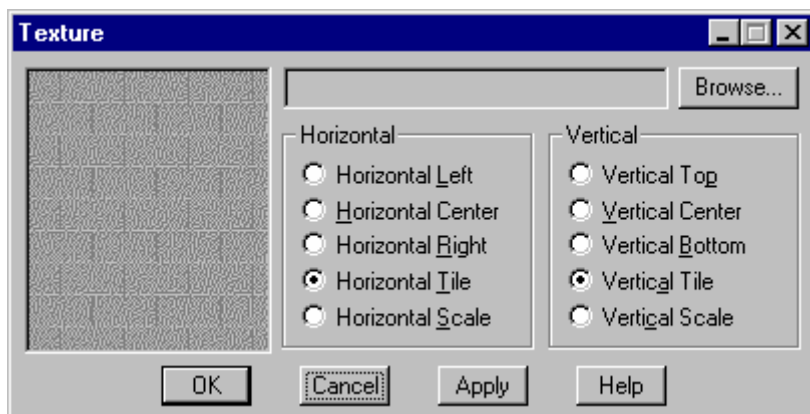 Texture
Browse...
Horizontal
Horizontal Left
Horizontal Center
Horizontal Right
Horizontal Tile
Horizontal Scale
Vertical
Vertical Top
Vertical Center
Vertical Bottom
Vertical Tile
Vertical Scale
OK Cancel Apply Help